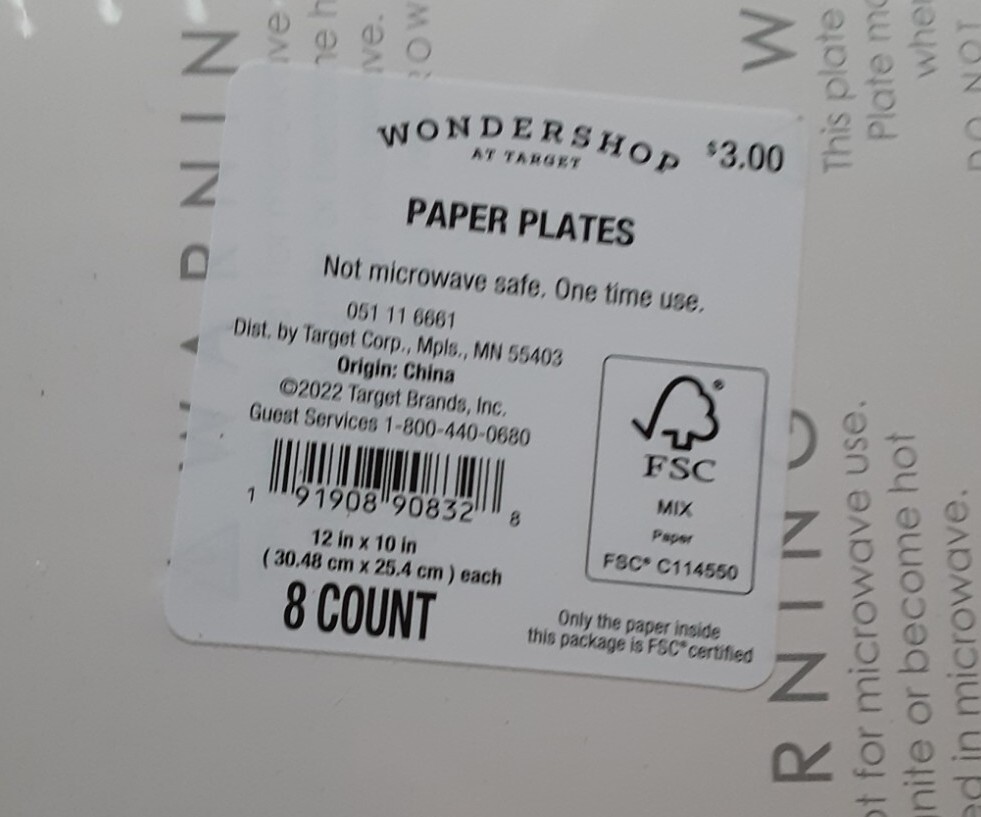 WONDERSHOP
AT TARGET
$3.00
PAPER PLATES
Not microwave safe. One time use.
051 11 6661
Dist. by Target Corp., Mpls., MN 55403
Origin: China
©2022 Target Brands, Inc.
Guest Services 1-800-440-0680
1 91908 90832 8
12 in x 10 in
( 30.48 cm x 25.4 cm ) each
8 COUNT
FSC®
MIX
Paper
FSC® C114550
Only the paper inside
this package is FSC® certified
This plate
Plate
DO NOT
for microwave use.
or become hot
in microwave.